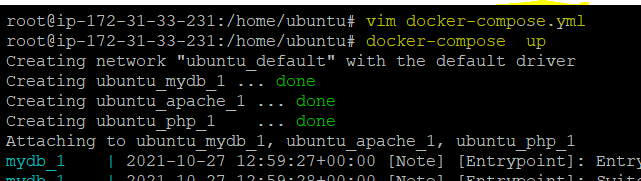 root@ip-172-31-33-231:/home/ubuntu# vim docker-compose.yml
root@ip-172-31-33-231:/home/ubuntu# docker-compose  up
Creating network "ubuntu_default" with the default driver
Creating ubuntu_mydb_1 ... done
Creating ubuntu_apache_1 ... done
Creating ubuntu_php_1    ... done
Attaching to ubuntu_mydb_1, ubuntu_apache_1, ubuntu_php_1
mydb_1    | 2021-10-27 12:59:27+00:00 [Note] [Entrypoint]: Entry